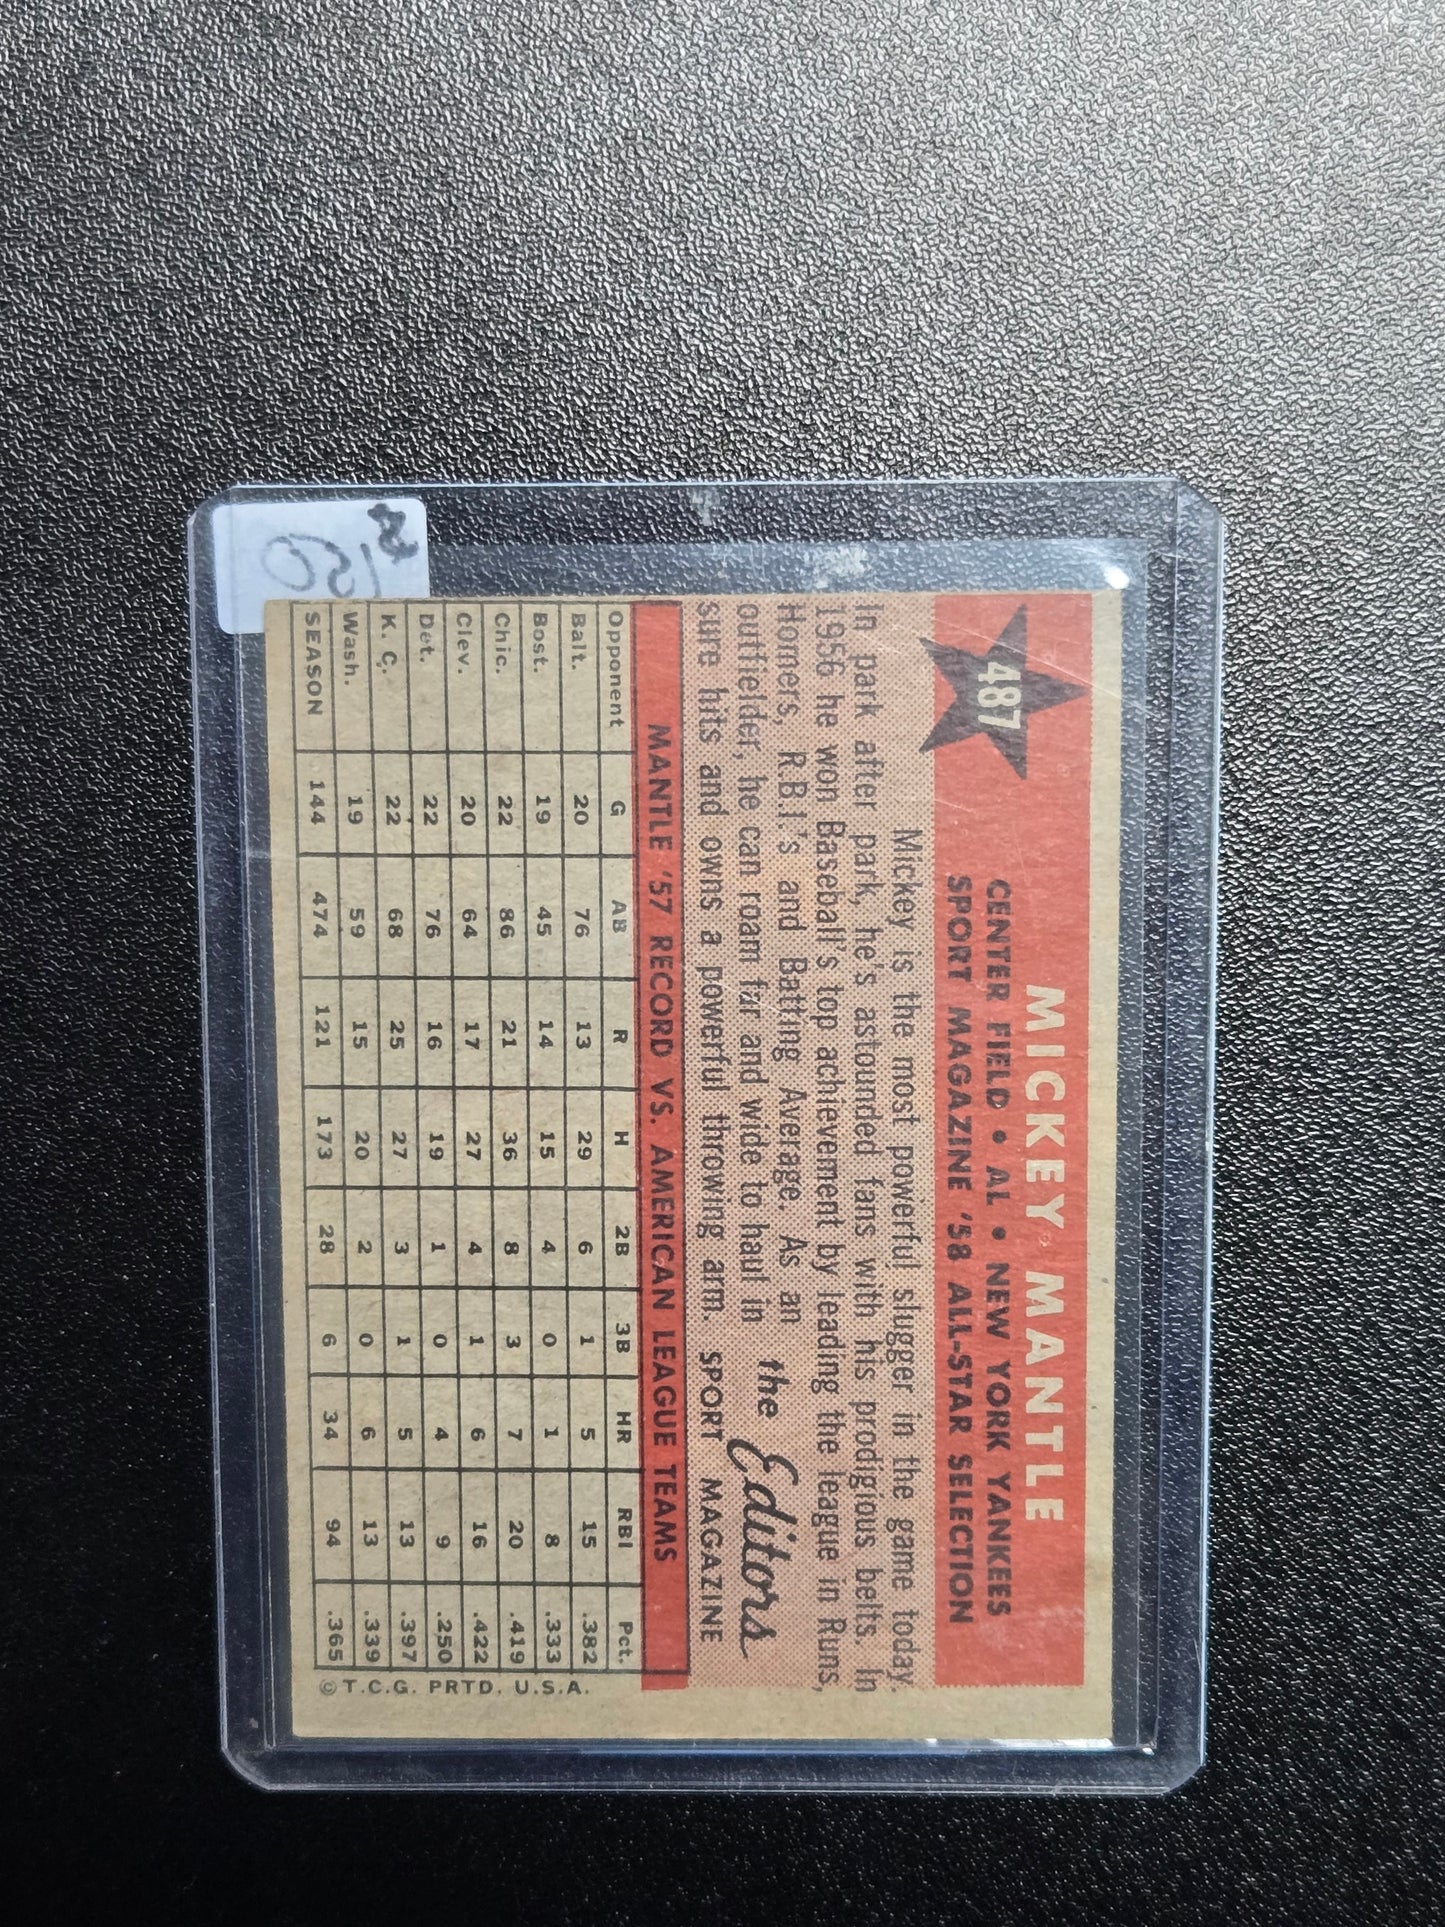 487
MICKEY MANTLE
CENTER FIELD • AL • NEW YORK YANKEES
SPORT MAGAZINE '58 ALL-STAR SELECTION
Mickey is the most powerful slugger in the game today.
In park after park, he's astounded fans with his prodigious belts. In
1956 he won Baseball's top achievement by leading the league in Runs,
Homers, R.B.I.'s and Batting Average. As an
outfielder, he can roam far and wide to haul in
sure hits and owns a powerful throwing arm.
the Editors
SPORT MAGAZINE
MANTLE '57 RECORD VS. AMERICAN LEAGUE TEAMS
Opponent G AB R H 2B 3B HR RBI Pct.
Balt. 20 76 13 29 6 1 5 15 .382
Bost. 19 45 14 15 4 0 1 8 .333
Chic. 22 86 21 36 8 3 7 20 .419
Clev. 20 64 17 27 4 1 6 16 .422
Det. 22 76 16 19 1 0 4 9 .250
K. C. 22 68 25 27 3 1 5 13 .397
Wash. 19 59 15 20 2 0 6 13 .339
SEASON 144 474 121 173 28 6 34 94 .365
© T.C.G. PRTD. U.S.A.